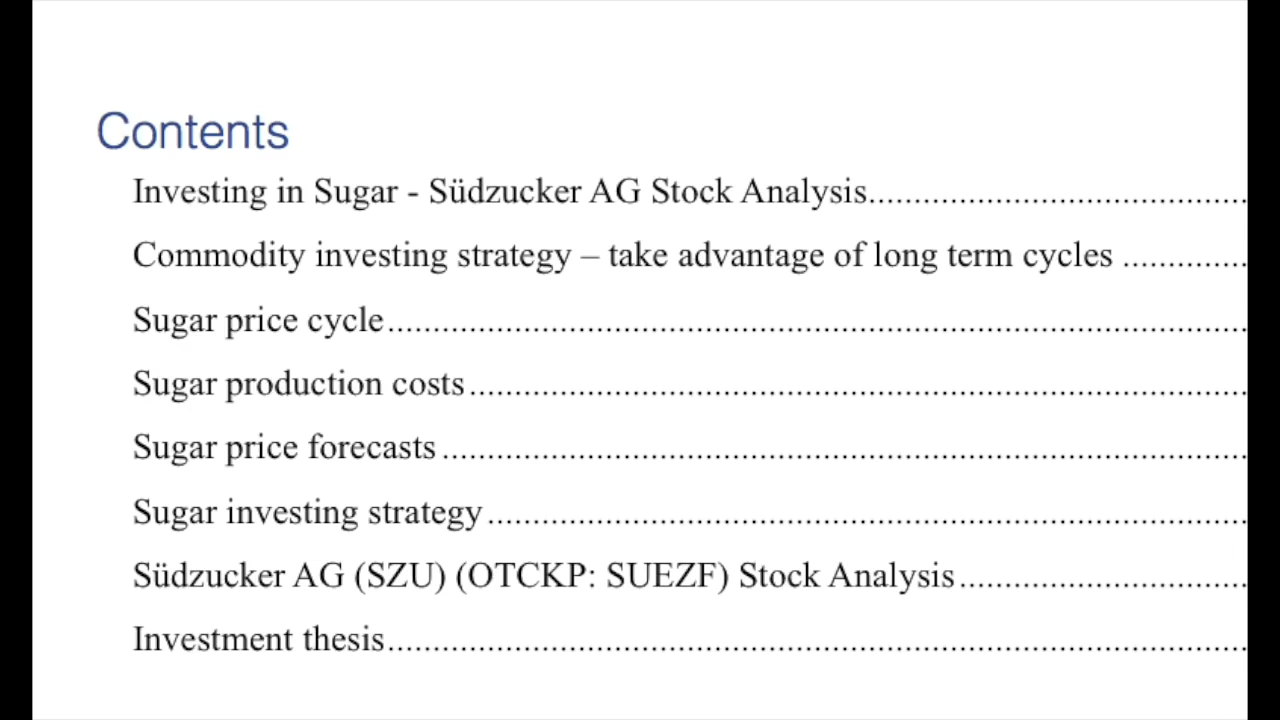 Contents
Investing in Sugar - Südzucker AG Stock Analysis..........................................
Commodity investing strategy – take advantage of long term cycles ..............
Sugar price cycle...............................................................................................
Sugar production costs......................................................................................
Sugar price forecasts.........................................................................................
Sugar investing strategy....................................................................................
Südzucker AG (SZU) (OTCKP: SUEZF) Stock Analysis................................
Investment thesis...............................................................................................